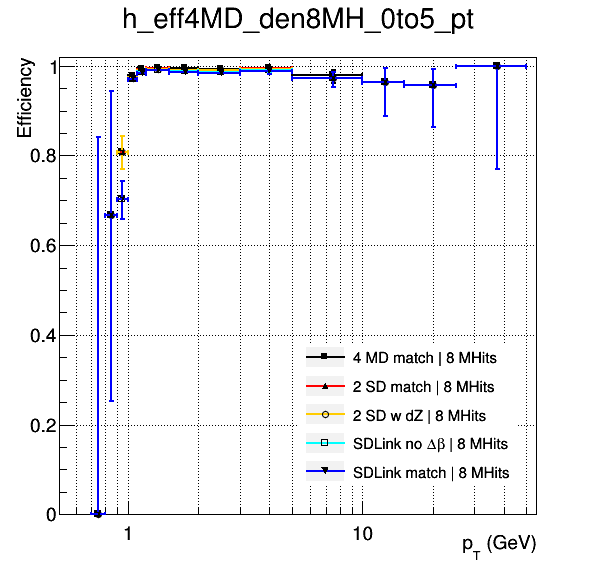 h_eff4MD_den8MH_0to5_pt
Efficiency
1
0.8
0.6
0.4
0.2
0
4 MD match | 8 MHits
2 SD match | 8 MHits
2 SD w dZ | 8 MHits
SDLink no Δβ | 8 MHits
SDLink match | 8 MHits
1
10
p_T (GeV)